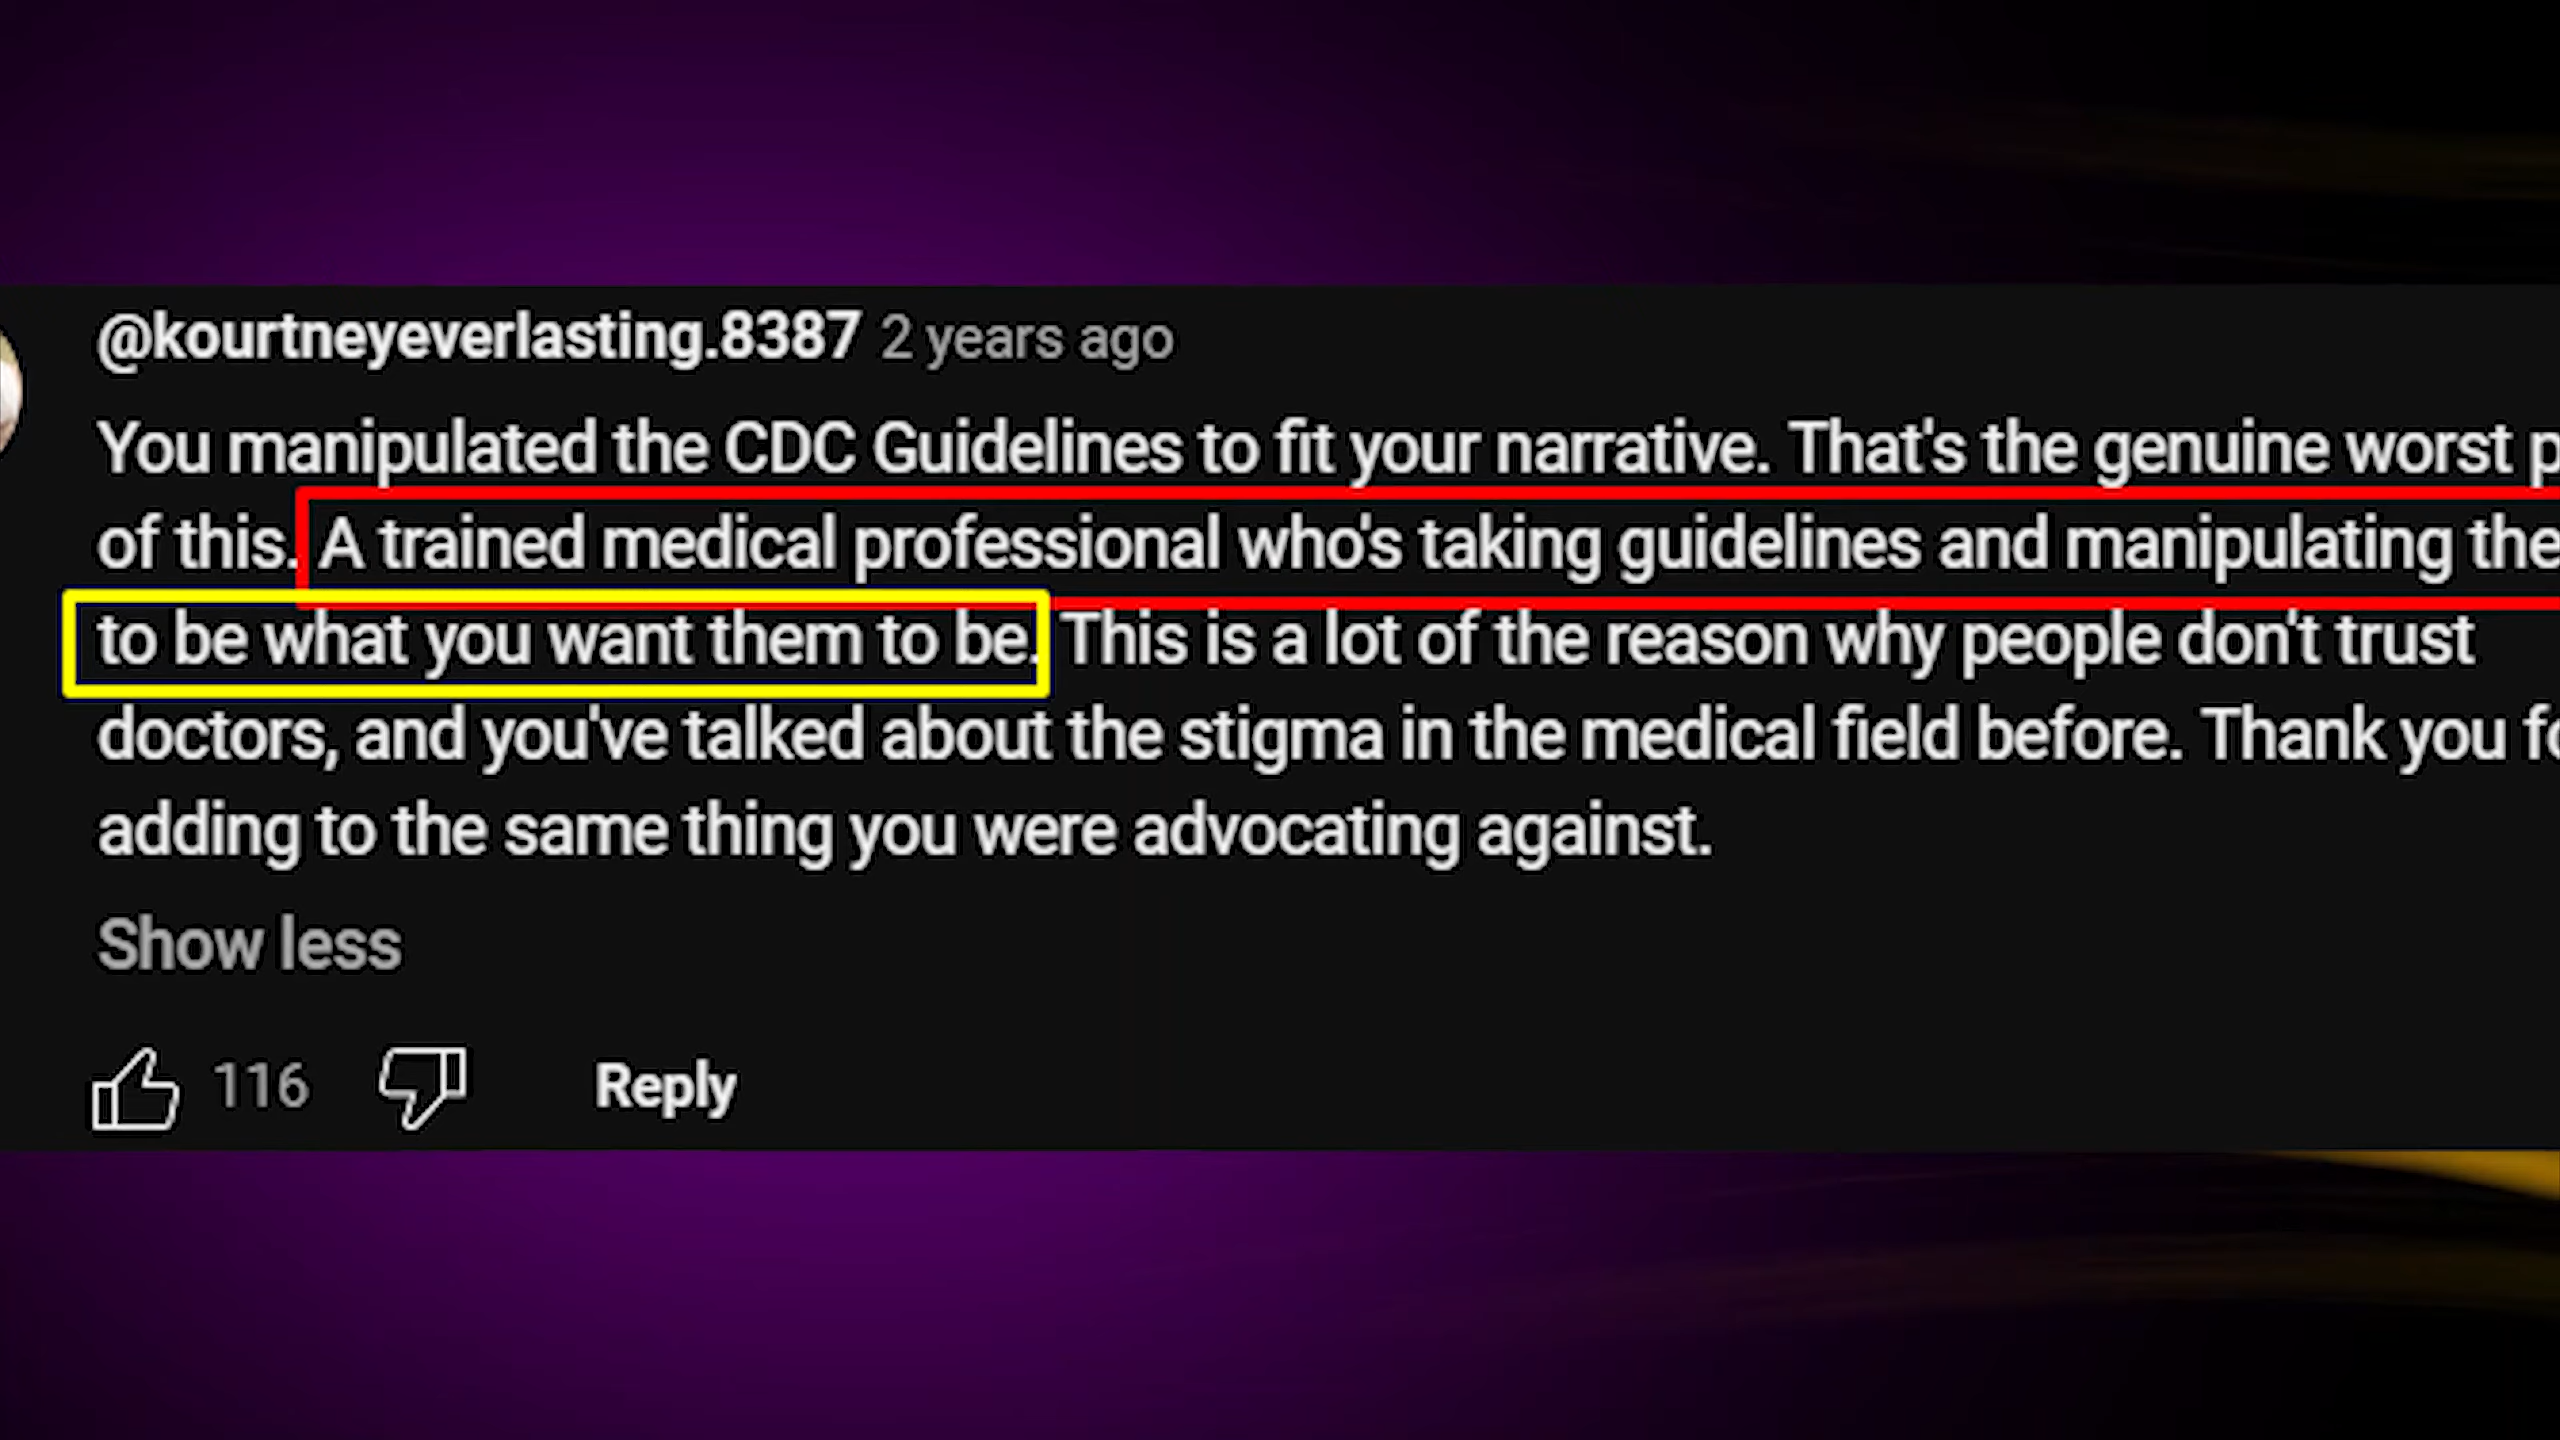 @kourtneyeverlasting.8387 2 years ago
You manipulated the CDC Guidelines to fit your narrative. That's the genuine worst
of this. A trained medical professional who's taking guidelines and manipulating
to be what you want them to be. This is a lot of the reason why people don't trust
doctors, and you've talked about the stigma in the medical field before. Thank you
adding to the same thing you were advocating against.
Show less
116 Reply